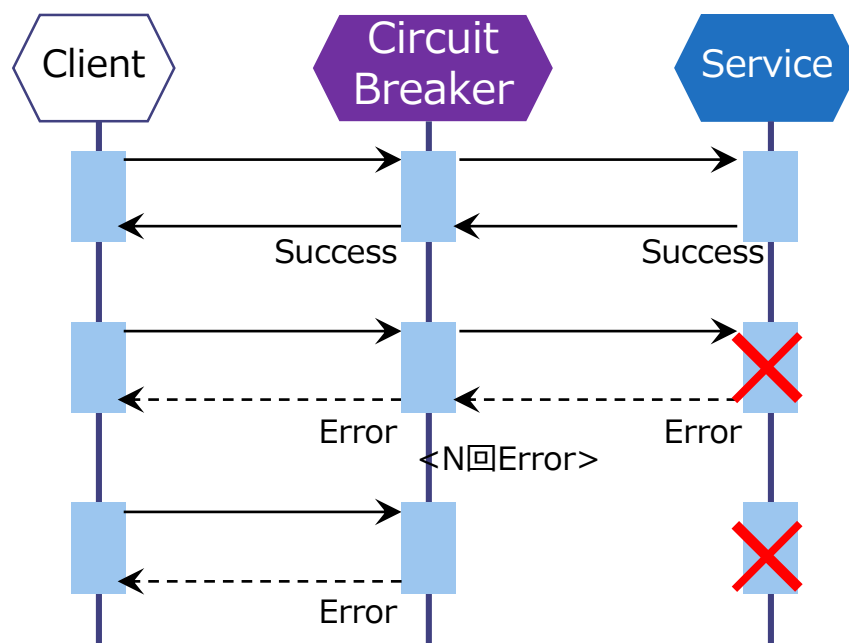 Client
Circuit
Breaker
Service
Success
Success
Error
Error
<N回Error>
Error